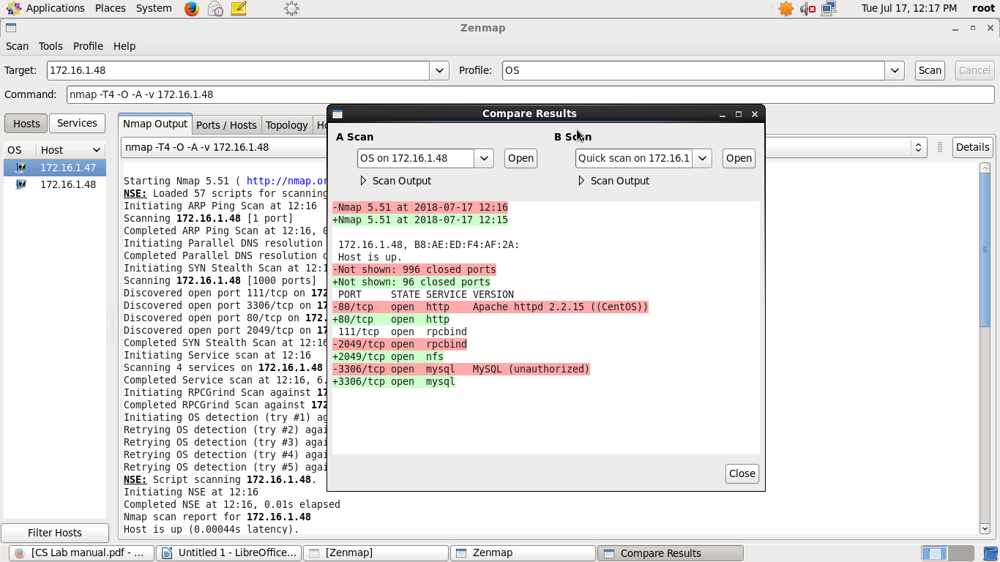 Applications Places System Tue Jul 17, 12:17 PM root
Zenmap
Scan Tools Profile Help
Target: 172.16.1.48 Profile: OS Scan Cancel
Command: nmap -T4 -O -A -v 172.16.1.48
Hosts Services
OS Host
172.16.1.47
172.16.1.48
Filter Hosts
Nmap Output Ports / Hosts Topology Ho
nmap -T4 -O -A -v 172.16.1.48 Details
Starting Nmap 5.51 ( http://nmap.or
NSE: Loaded 57 scripts for scanning
Initiating ARP Ping Scan at 12:16
Scanning 172.16.1.48 [1 port]
Completed ARP Ping Scan at 12:16, 0
Initiating Parallel DNS resolution
Completed Parallel DNS resolution o
Initiating SYN Stealth Scan at 12:1
Scanning 172.16.1.48 [1000 ports]
Discovered open port 111/tcp on 172
Discovered open port 3306/tcp on 17
Discovered open port 80/tcp on 172.
Discovered open port 2049/tcp on 17
Completed SYN Stealth Scan at 12:16
Initiating Service scan at 12:16
Scanning 4 services on 172.16.1.48
Completed Service scan at 12:16, 6.
Initiating RPCGrind Scan against 17
Completed RPCGrind Scan against 172
Initiating OS detection (try #1) ag
Retrying OS detection (try #2) agai
Retrying OS detection (try #3) agai
Retrying OS detection (try #4) agai
Retrying OS detection (try #5) agai
NSE: Script scanning 172.16.1.48.
Initiating NSE at 12:16
Completed NSE at 12:16, 0.01s elapsed
Nmap scan report for 172.16.1.48
Host is up (0.00044s latency).
Compare Results
A Scan B Scan
OS on 172.16.1.48 Open Quick scan on 172.16.1 Open
Scan Output Scan Output
-Nmap 5.51 at 2018-07-17 12:16
+Nmap 5.51 at 2018-07-17 12:15
172.16.1.48, B8:AE:ED:F4:AF:2A:
Host is up.
-Not shown: 996 closed ports
+Not shown: 96 closed ports
PORT STATE SERVICE VERSION
-80/tcp open http Apache httpd 2.2.15 ((CentOS))
+80/tcp open http
111/tcp open rpcbind
-2049/tcp open rpcbind
+2049/tcp open nfs
-3306/tcp open mysql MySQL (unauthorized)
+3306/tcp open mysql
Close
[CS Lab manual.pdf - ... Untitled 1 - LibreOffice... [Zenmap] Zenmap Compare Results